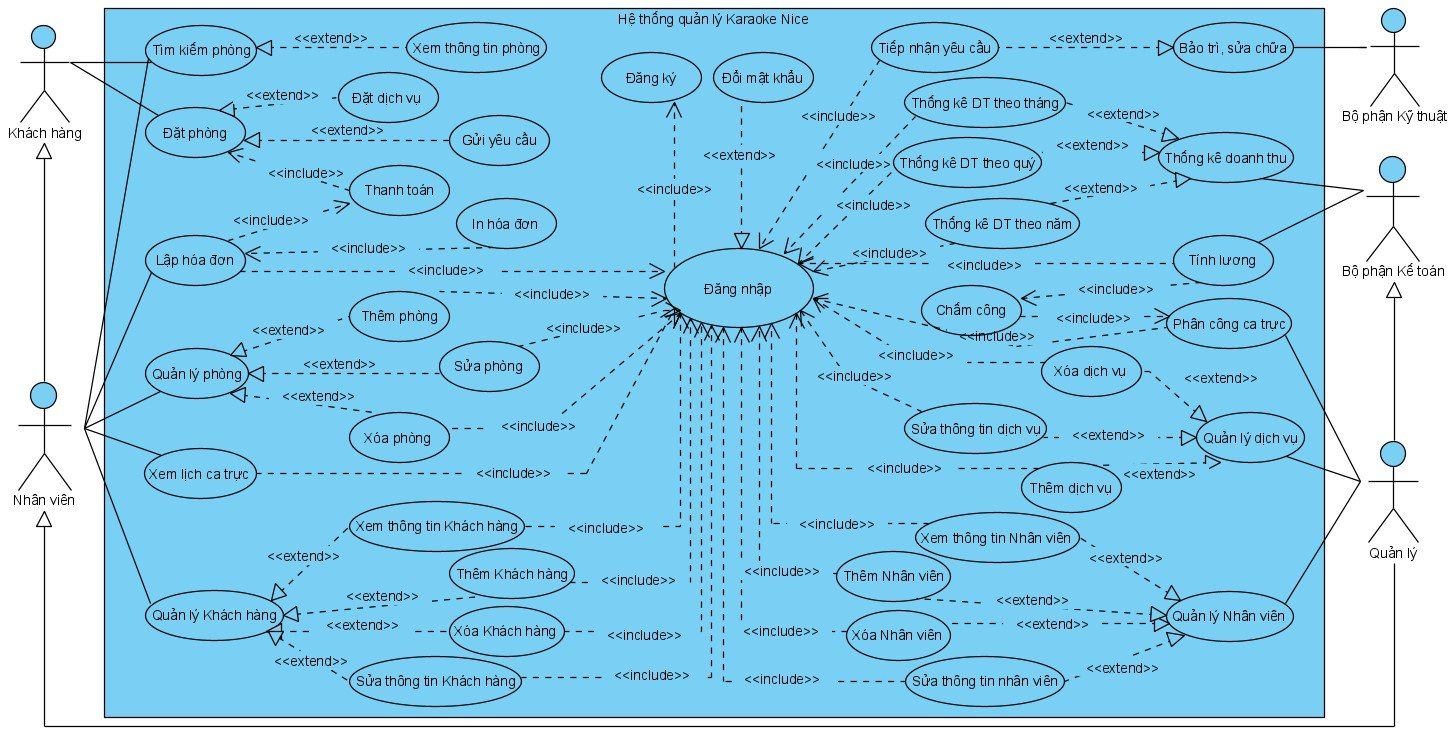 Hệ thống quản lý Karaoke Nice
Tìm kiếm phòng
<<extend>>
Xem thông tin phòng
Tiếp nhận yêu cầu
<<extend>>
Bảo trì, sửa chữa
Đăng ký
Đổi mật khẩu
Khách hàng
Bộ phận Kỹ thuật
<<extend>>
Đặt dịch vụ
Thống kê DT theo tháng
<<extend>>
<<include>>
Đặt phòng
<<extend>>
Gửi yêu cầu
<<extend>>
<<include>>
Thống kê DT theo quý
<<extend>>
Thống kê doanh thu
<<include>>
Thanh toán
<<include>>
<<include>>
<<extend>>
<<include>>
In hóa đơn
Thống kê DT theo năm
<<include>>
<<include>>
Lập hóa đơn
<<include>>
<<include>>
Tính lương
Bộ phận Kế toán
Đăng nhập
<<include>>
<<include>>
Thêm phòng
Chấm công
<<include>>
Phân công ca trực
<<extend>>
<<include>>
<<include>>
<<include>>
Quản lý phòng
<<extend>>
Sửa phòng
Xóa dịch vụ
<<include>>
<<extend>>
<<extend>>
<<include>>
Xóa phòng
Sửa thông tin dịch vụ
<<extend>>
Quản lý dịch vụ
Xem lịch ca trực
<<include>>
<<include>>
<<extend>>
Thêm dịch vụ
Nhân viên
Xem thông tin Khách hàng
<<include>>
<<include>>
Xem thông tin Nhân viên
Quản lý
<<extend>>
<<extend>>
Thêm Khách hàng
<<include>>
<<include>>
Thêm Nhân viên
<<extend>>
<<extend>>
Quản lý Khách hàng
Quản lý Nhân viên
<<extend>>
Xóa Khách hàng
<<include>>
<<include>>
Xóa Nhân viên
<<extend>>
<<extend>>
<<extend>>
Sửa thông tin Khách hàng
<<include>>
<<include>>
Sửa thông tin nhân viên